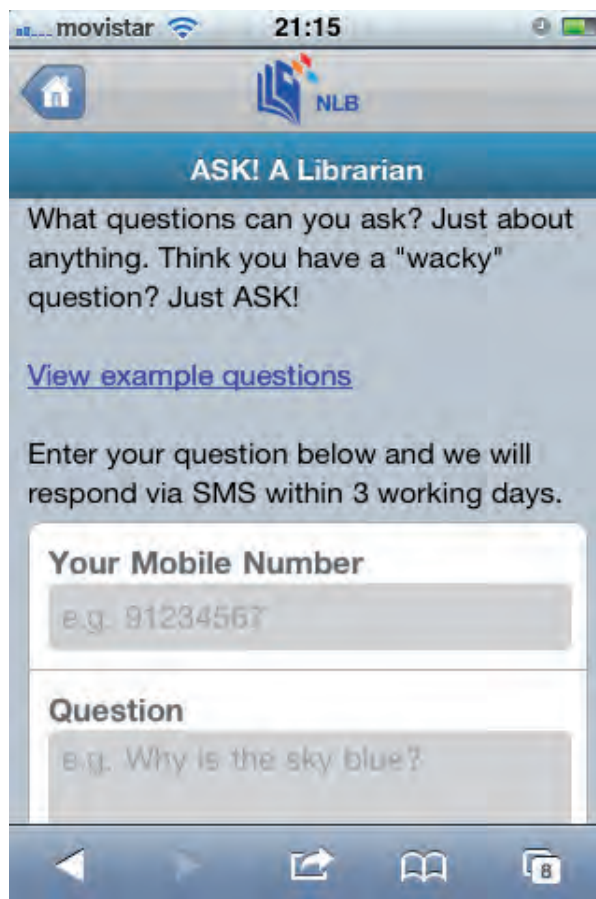 movistar 21:15
NLB
ASK! A Librarian
What questions can you ask? Just about
anything. Think you have a "wacky"
question? Just ASK!
View example questions
Enter your question below and we will
respond via SMS within 3 working days.
Your Mobile Number
e.g. 91234567
Question
e.g. Why is the sky blue?
8